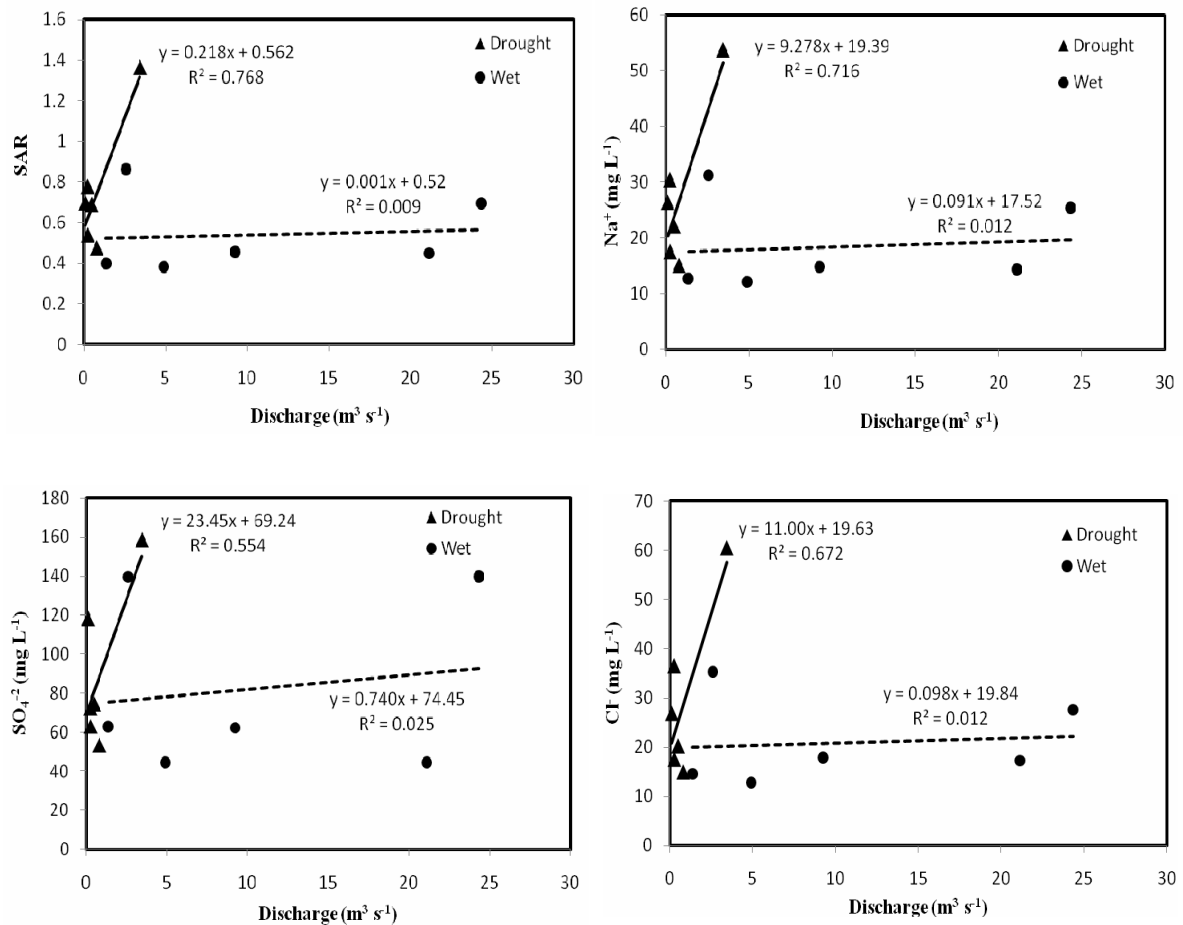 1.6
1.4
1.2
1
0.8
0.6
0.4
0.2
0
SAR
y = 0.218x + 0.562
R² = 0.768
Drought
Wet
y = 0.001x + 0.52
R² = 0.009
0 5 10 15 20 25 30
Discharge (m³ s⁻¹)
60
50
40
30
20
10
0
Na⁺ (mg L⁻¹)
y = 9.278x + 19.39
R² = 0.716
Drought
Wet
y = 0.091x + 17.52
R² = 0.012
0 5 10 15 20 25 30
Discharge (m³ s⁻¹)
180
160
140
120
100
80
60
40
20
0
SO₄⁻² (mg L⁻¹)
y = 23.45x + 69.24
R² = 0.554
Drought
Wet
y = 0.740x + 74.45
R² = 0.025
0 5 10 15 20 25 30
Discharge (m³ s⁻¹)
70
60
50
40
30
20
10
0
Cl⁻ (mg L⁻¹)
y = 11.00x + 19.63
R² = 0.672
Drought
Wet
y = 0.098x + 19.84
R² = 0.012
0 5 10 15 20 25 30
Discharge (m³ s⁻¹)